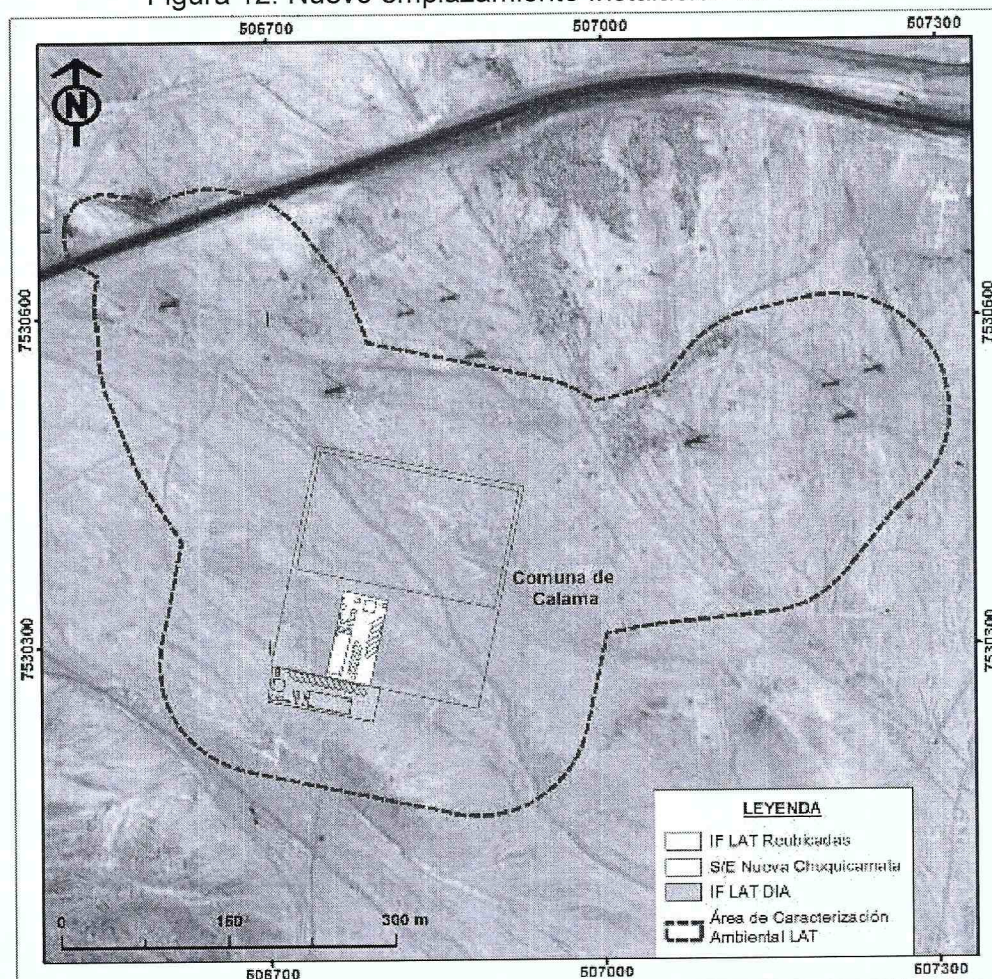 Figura 12. Nuevo emplazamiento
506700 507000 507300
N
7530600 7530600
Comuna de
Calama
7530300 7530300
LEYENDA
IF LAT Reubicadas
S/E Nueva Chuquicamata
IF LAT DIA
Área de Caracterización
Ambiental LAT
0 150 300 m
506700 507000 507300